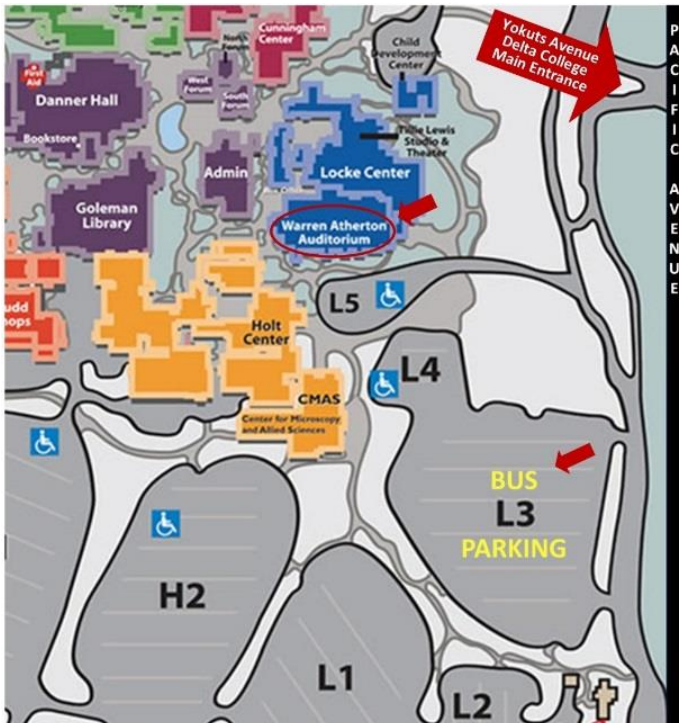 Cunningham
Center
North
Forum
Child
Development
Center
Yokuts Avenue
Delta College
Main Entrance
PACIFIC AVENUE
First
Aid
West
Forum
South
Forum
Danner Hall
Bookstore
Tillie Lewis
Studio &
Theater
Admin
Locke Center
Goleman
Library
Warren Atherton
Auditorium
L5
Holt
Center
L4
CMAS
Center for Microscopy
and Allied Sciences
BUS
L3
PARKING
H2
L1
L2